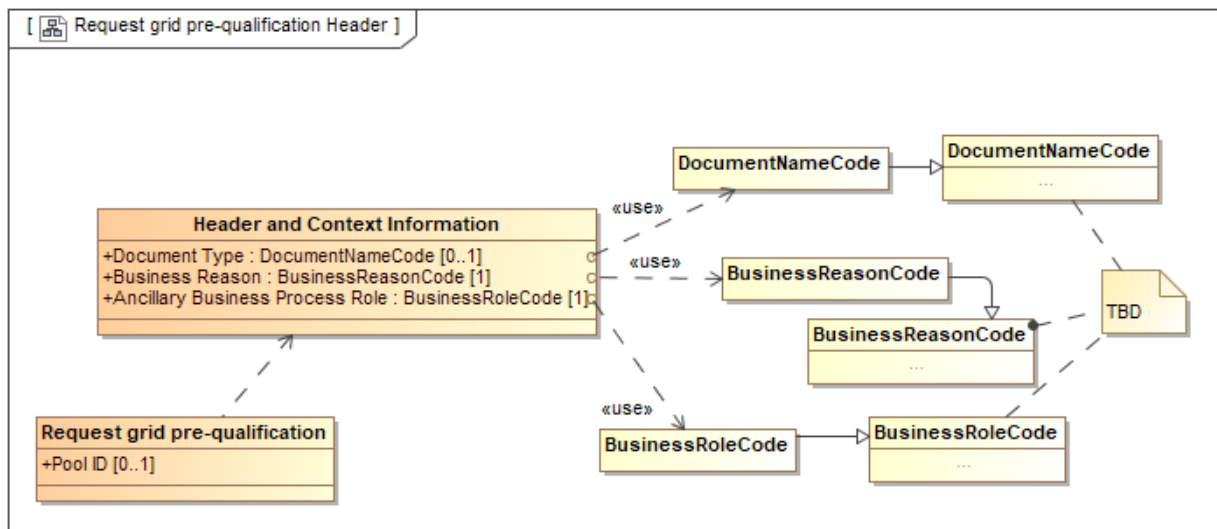 [ Request grid pre-qualification Header ]
DocumentNameCode
DocumentNameCode
...
«use»
Header and Context Information
+Document Type : DocumentNameCode [0..1]
+Business Reason : BusinessReasonCode [1]
+Ancillary Business Process Role : BusinessRoleCode [1]
«use»
BusinessReasonCode
TBD
BusinessReasonCode
...
«use»
Request grid pre-qualification
+Pool ID [0..1]
BusinessRoleCode
BusinessRoleCode
...